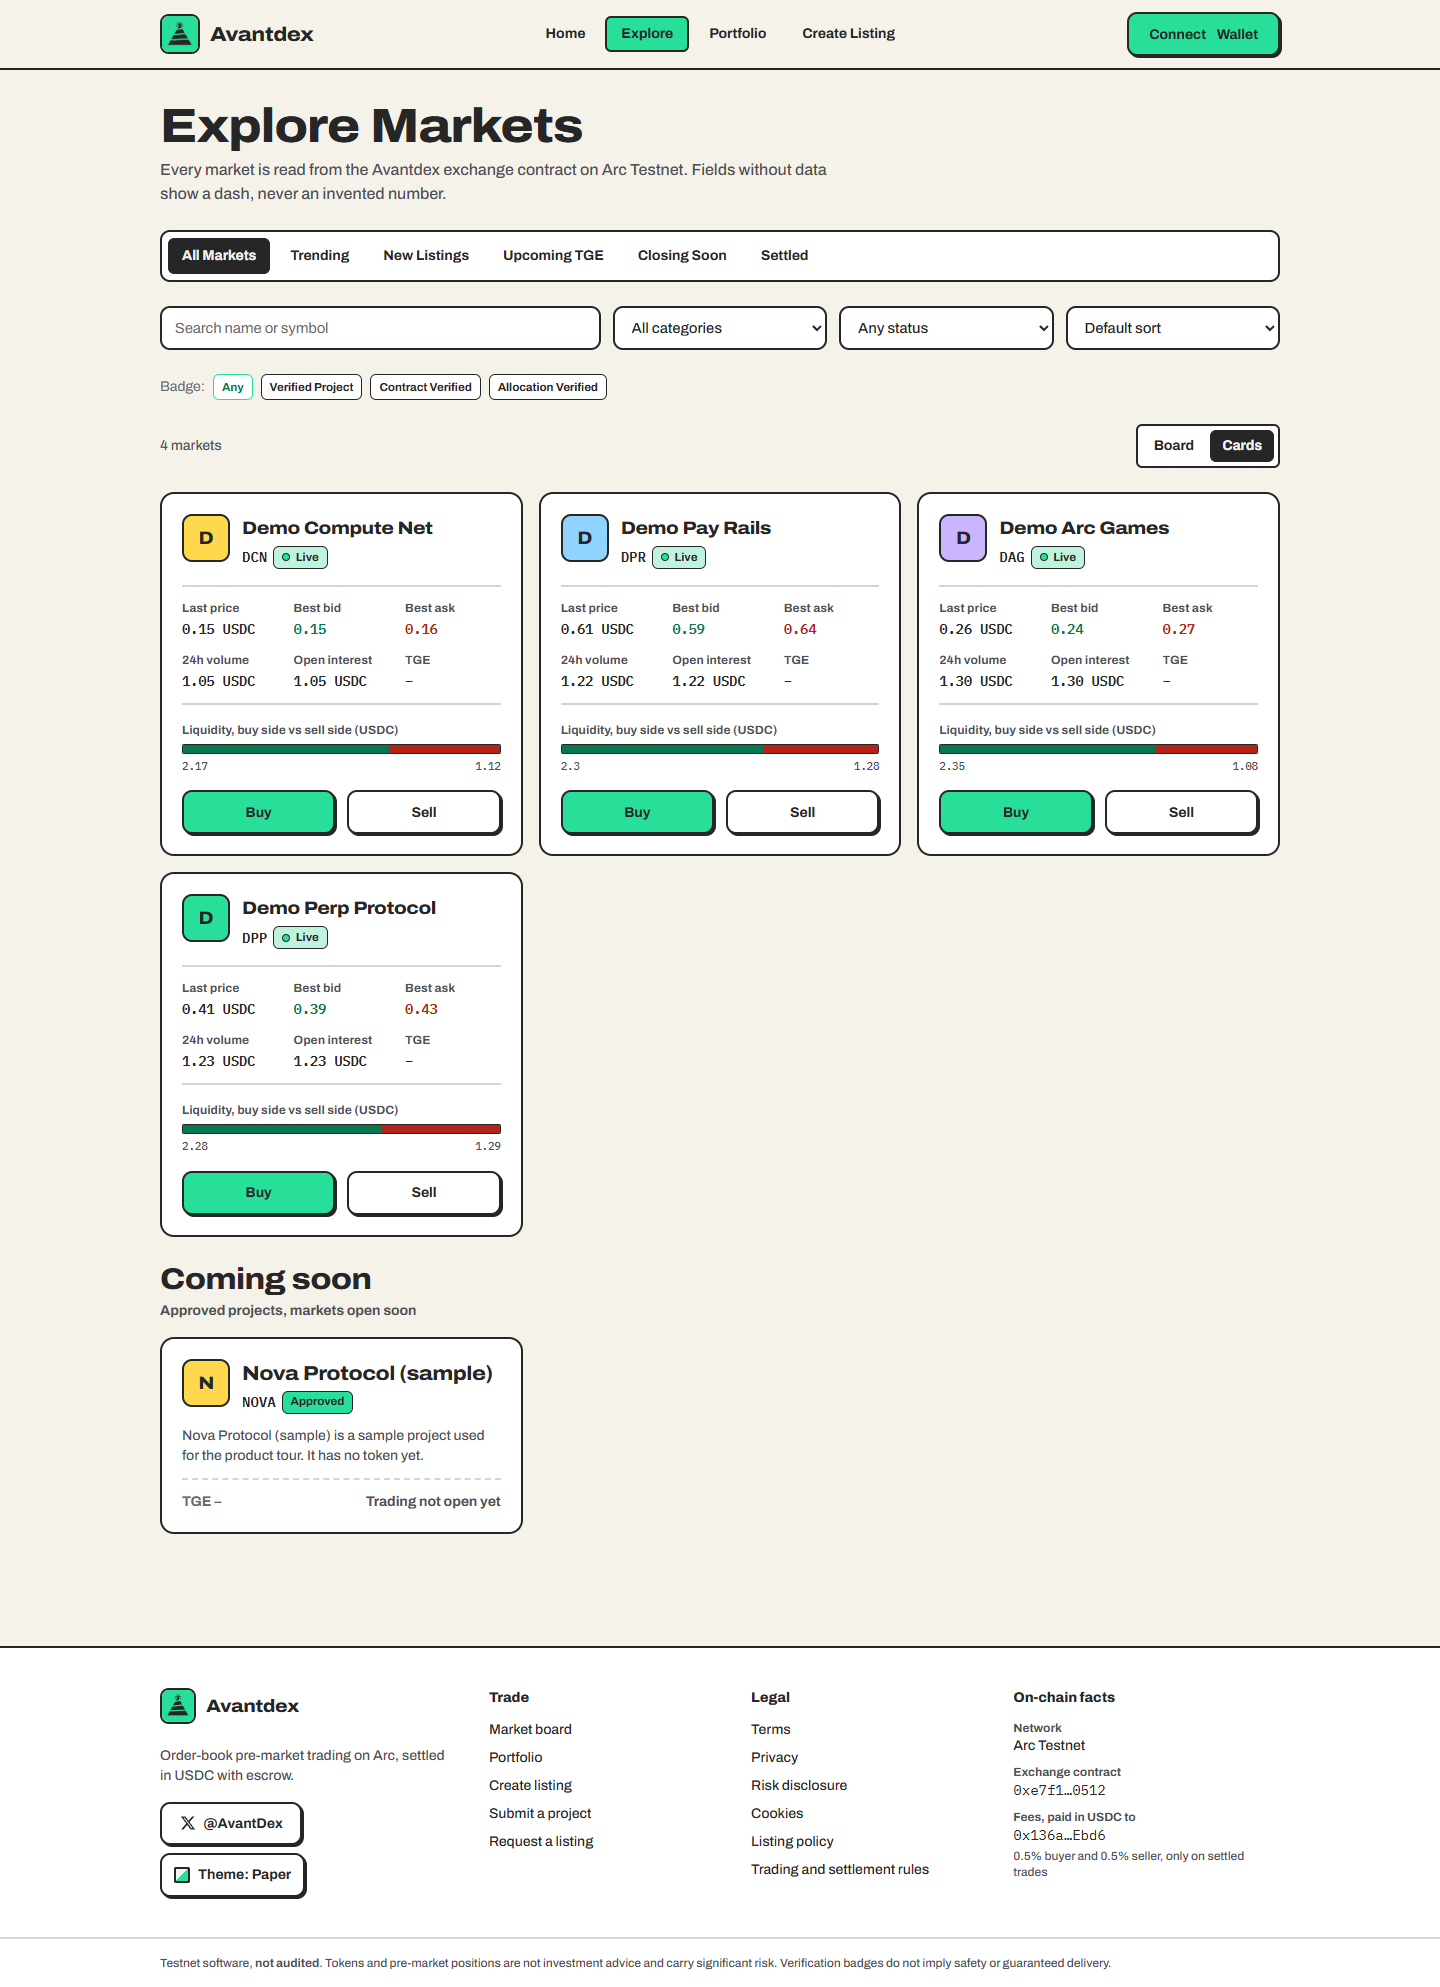 Avantdex
Home
Explore
Portfolio
Create Listing
Connect Wallet
Explore Markets
Every market is read from the Avantdex exchange contract on Arc Testnet. Fields without data
show a dash, never an invented number.
All Markets
Trending
New Listings
Upcoming TGE
Closing Soon
Settled
Search name or symbol
All categories
Any status
Default sort
Badge:
Any
Verified Project
Contract Verified
Allocation Verified
4 markets
Board
Cards
D
Demo Compute Net
DCN
Live
Last price
Best bid
Best ask
0.15 USDC
0.15
0.16
24h volume
Open interest
TGE
1.05 USDC
1.05 USDC
–
Liquidity, buy side vs sell side (USDC)
2.17
1.12
Buy
Sell
D
Demo Pay Rails
DPR
Live
Last price
Best bid
Best ask
0.61 USDC
0.59
0.64
24h volume
Open interest
TGE
1.22 USDC
1.22 USDC
–
Liquidity, buy side vs sell side (USDC)
2.3
1.28
Buy
Sell
D
Demo Arc Games
DAG
Live
Last price
Best bid
Best ask
0.26 USDC
0.24
0.27
24h volume
Open interest
TGE
1.30 USDC
1.30 USDC
–
Liquidity, buy side vs sell side (USDC)
2.35
1.08
Buy
Sell
D
Demo Perp Protocol
DPP
Live
Last price
Best bid
Best ask
0.41 USDC
0.39
0.43
24h volume
Open interest
TGE
1.23 USDC
1.23 USDC
–
Liquidity, buy side vs sell side (USDC)
2.28
1.29
Buy
Sell
Coming soon
Approved projects, markets open soon
N
Nova Protocol (sample)
NOVA
Approved
Nova Protocol (sample) is a sample project used
for the product tour. It has no token yet.
TGE –
Trading not open yet
Avantdex
Order-book pre-market trading on Arc, settled
in USDC with escrow.
@AvantDex
Theme: Paper
Trade
Market board
Portfolio
Create listing
Submit a project
Request a listing
Legal
Terms
Privacy
Risk disclosure
Cookies
Listing policy
Trading and settlement rules
On-chain facts
Network
Arc Testnet
Exchange contract
0xe7f1…0512
Fees, paid in USDC to
0x136a…Ebd6
0.5% buyer and 0.5% seller, only on settled
trades
Testnet software, not audited. Tokens and pre-market positions are not investment advice and carry significant risk. Verification badges do not imply safety or guaranteed delivery.